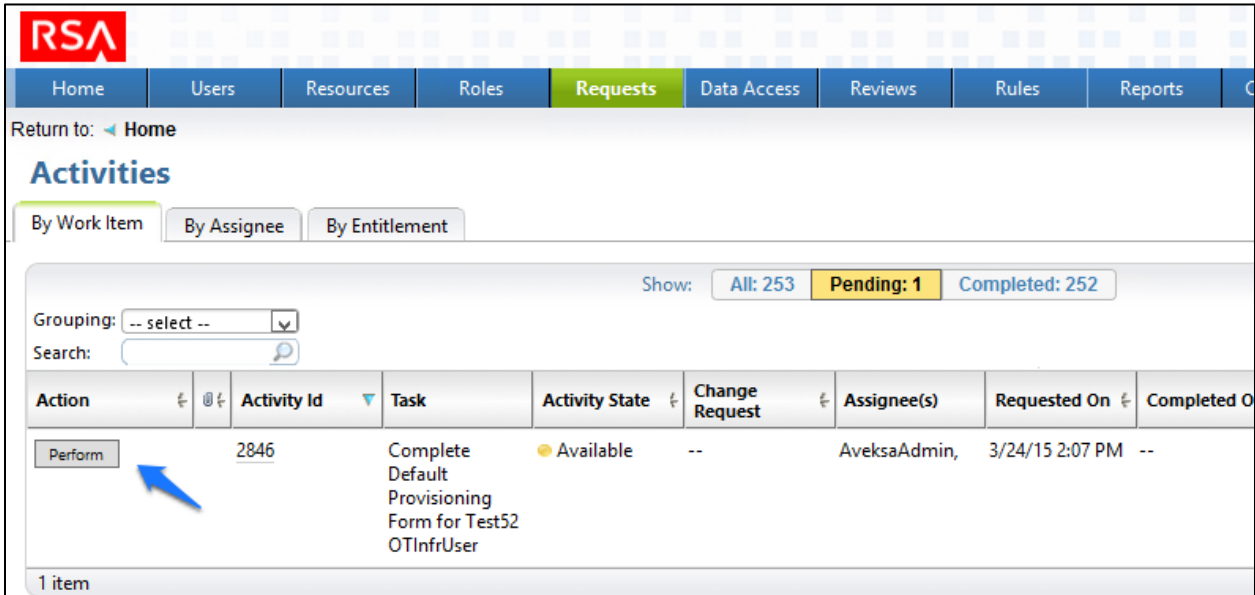 RSA
Home Users Resources Roles Requests Data Access Reviews Rules Reports
Return to: Home
Activities
By Work Item By Assignee By Entitlement
Show: All: 253 Pending: 1 Completed: 252
Grouping: -- select --
Search:
Action Activity Id Task Activity State Change Request Assignee(s) Requested On Completed O
Perform 2846 Complete -- Available AveksaAdmin, 3/24/15 2:07 PM --
Default
Provisioning
Form for Test52
OTInfrUser
1 item